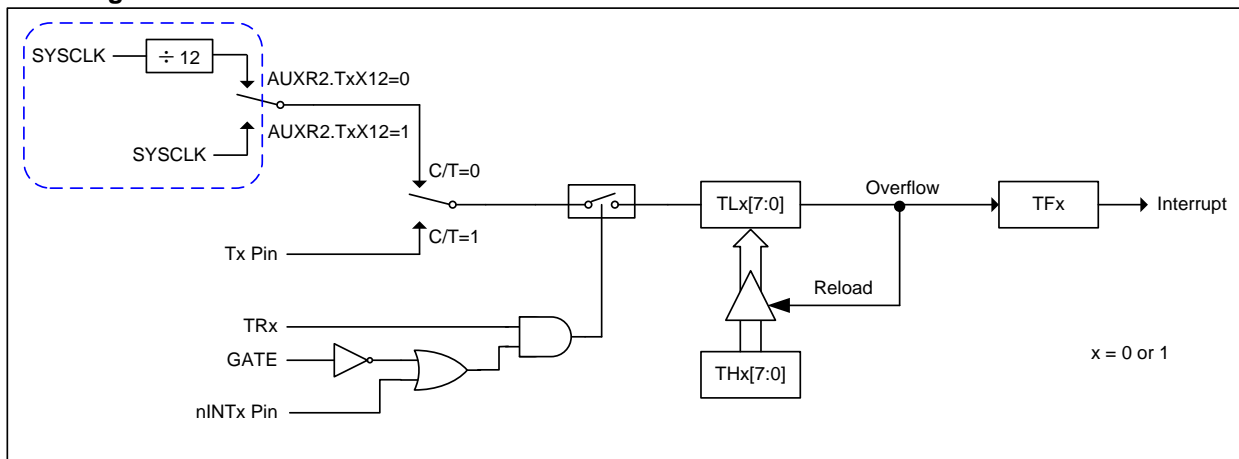 SYSCLK
÷ 12
AUXR2.TxX12=0
AUXR2.TxX12=1
SYSCLK
C/T=0
C/T=1
Tx Pin
TLx[7:0]
Overflow
TFx
Interrupt
Reload
TRx
GATE
nINTx Pin
THx[7:0]
x = 0 or 1